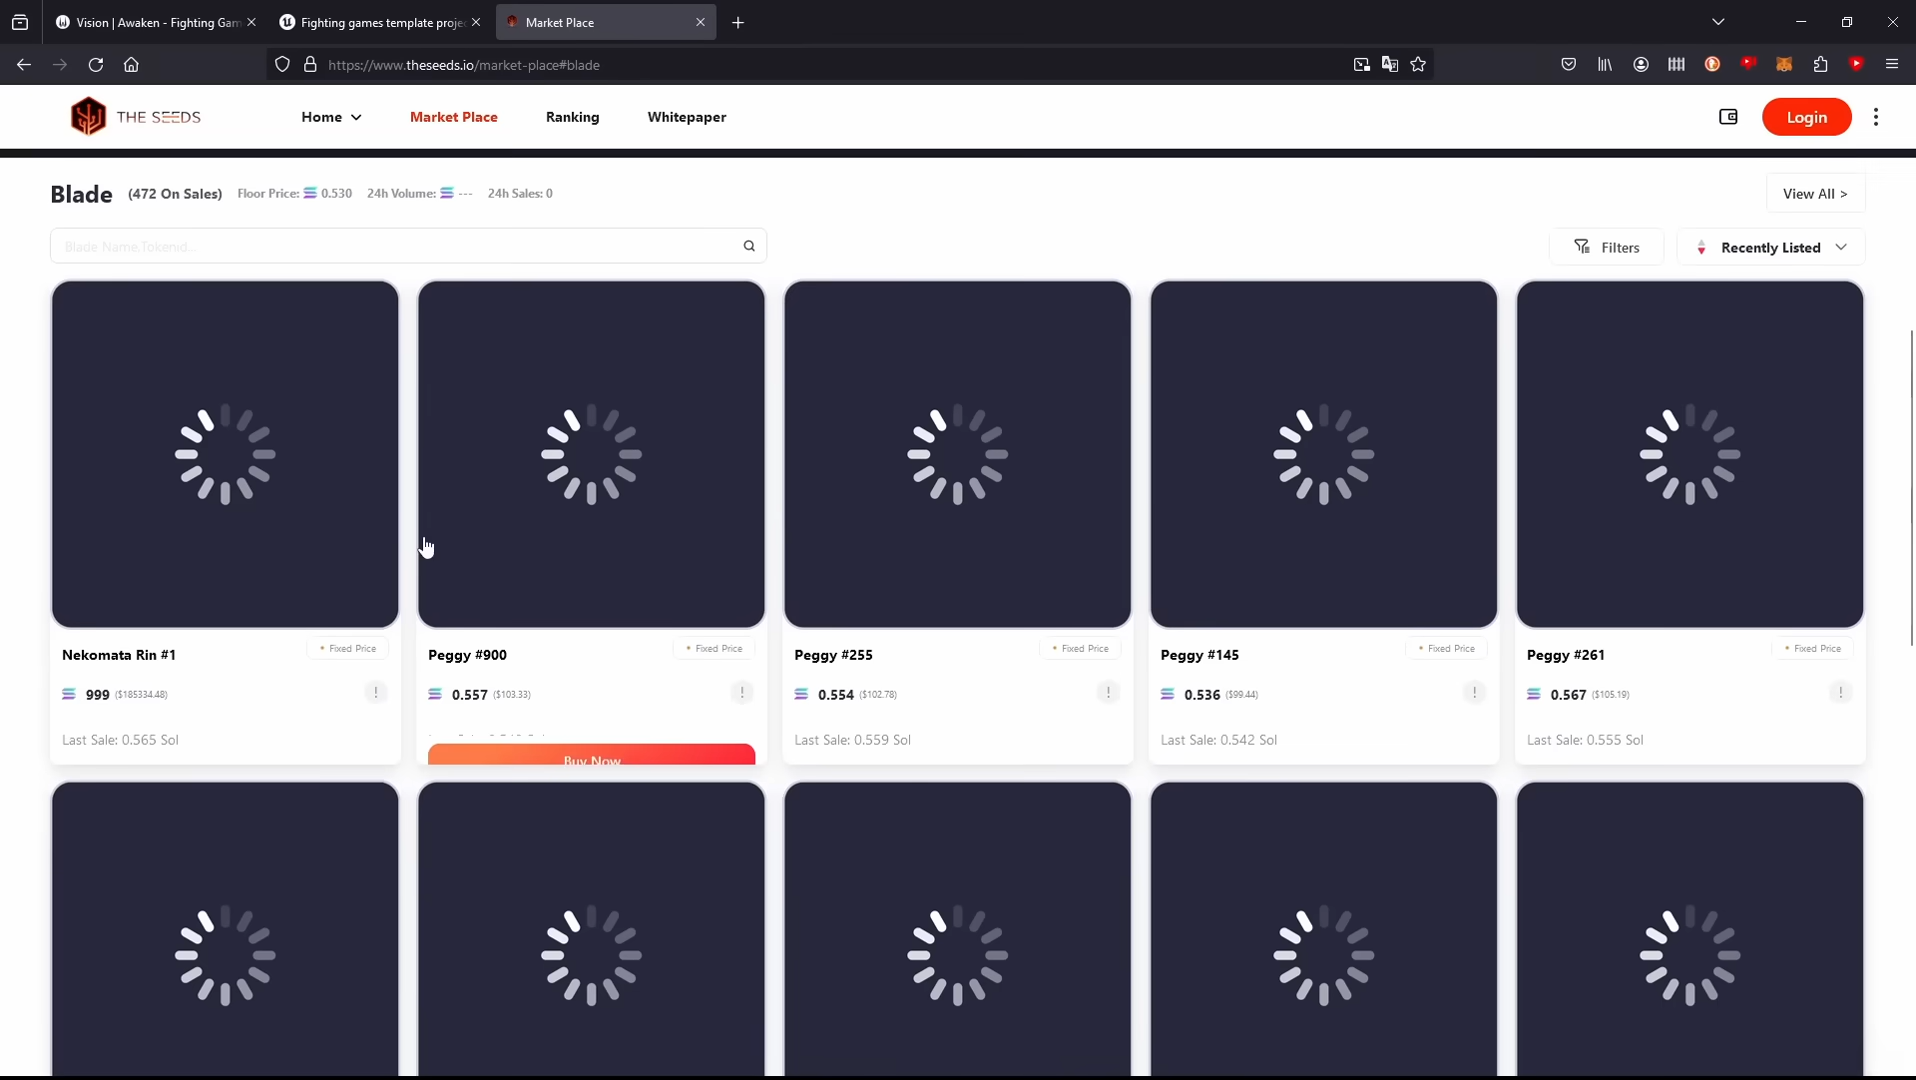 Vision | Awaken - Fighting Gam
Fighting games template projec
Market Place
https://www.theseeds.io/market-place#blade
THE SEEDS
Home
Market Place
Ranking
Whitepaper
Login
Blade (472 On Sales) Floor Price: 0.530 24h Volume: --- 24h Sales: 0
View All >
Blade Name,Tokenid...
Filters
Recently Listed
Nekomata Rin #1
Fixed Price
999 ($185334.48)
!
Last Sale: 0.565 Sol
Peggy #900
Fixed Price
0.557 ($103.33)
!
Buy Now
Peggy #255
Fixed Price
0.554 ($102.78)
!
Last Sale: 0.559 Sol
Peggy #145
Fixed Price
0.536 ($99.44)
!
Last Sale: 0.542 Sol
Peggy #261
Fixed Price
0.567 ($105.19)
!
Last Sale: 0.555 Sol